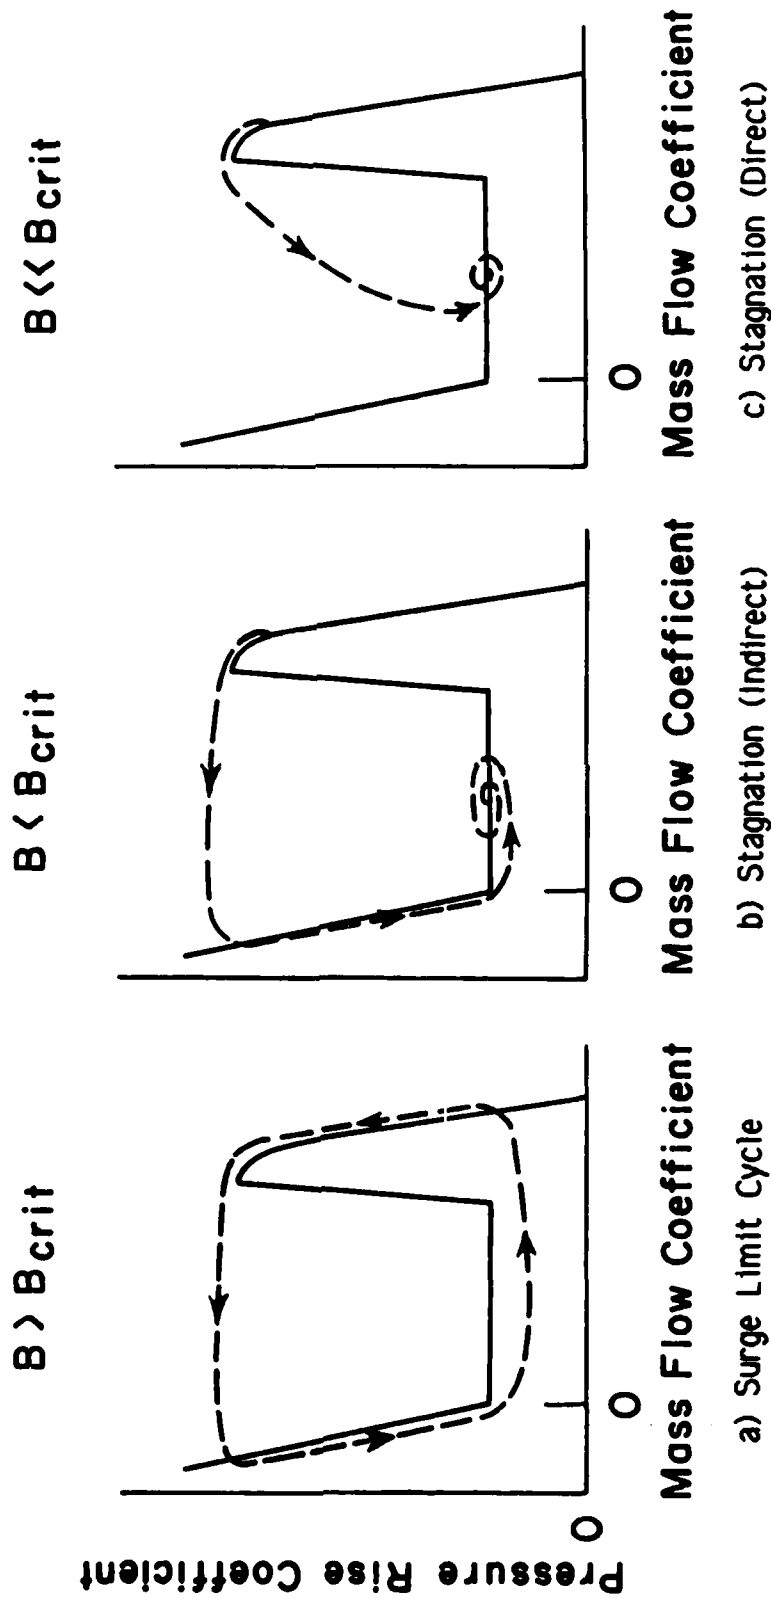 B > Bcrit
B < Bcrit
B << Bcrit
Pressure Rise Coefficient
0
0
0
0
Mass Flow Coefficient
Mass Flow Coefficient
Mass Flow Coefficient
a) Surge Limit Cycle
b) Stagnation (Indirect)
c) Stagnation (Direct)